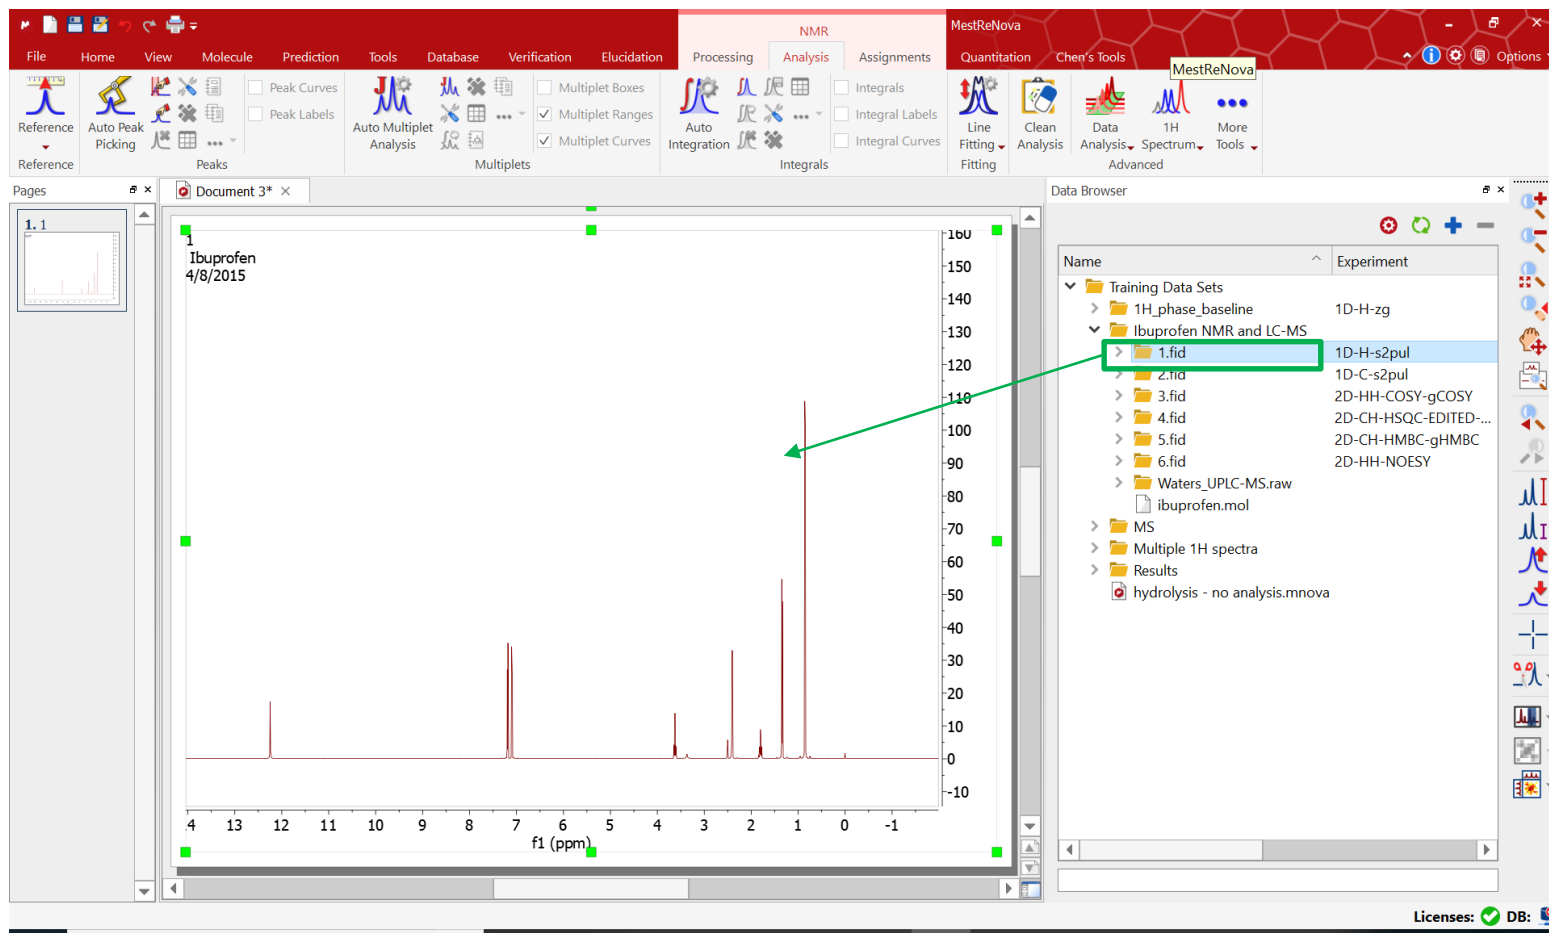 NMR
MestReNova
File Home View Molecule Prediction Tools Database Verification Elucidation Processing Analysis Assignments Quantitation Chen's Tools Options
MestReNova
Reference
Auto Peak
Picking
Peak Curves
Peak Labels
Auto Multiplet
Analysis
Multiplet Boxes
Multiplet Ranges
Multiplet Curves
Auto
Integration
Integrals
Integral Labels
Integral Curves
Line
Fitting
Clean
Analysis
Data
Analysis
1H
Spectrum
More
Tools
Reference Peaks Multiplets Integrals Fitting Advanced
Pages
Document 3*
Data Browser
1. 1
1
Ibuprofen
4/8/2015
160
150
140
130
120
110
100
90
80
70
60
50
40
30
20
10
0
-10
.4 13 12 11 10 9 8 7 6 5 4 3 2 1 0 -1
f1 (ppm)
Name Experiment
Training Data Sets
1H_phase_baseline 1D-H-zg
Ibuprofen NMR and LC-MS
1.fid 1D-H-s2pul
2.fid 1D-C-s2pul
3.fid 2D-HH-COSY-gCOSY
4.fid 2D-CH-HSQC-EDITED-...
5.fid 2D-CH-HMBC-gHMBC
6.fid 2D-HH-NOESY
Waters_UPLC-MS.raw
ibuprofen.mol
MS
Multiple 1H spectra
Results
hydrolysis - no analysis.mnova
Licenses: DB: